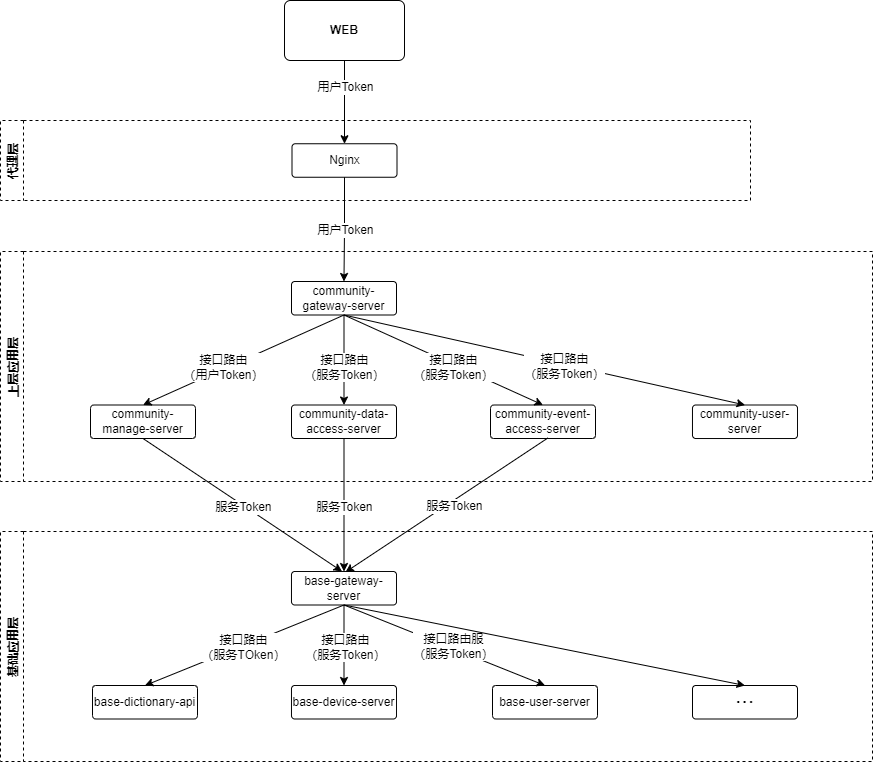 WEB
用户Token
代理层
Nginx
用户Token
上层应用层
community-
gateway-server
接口路由
（用户Token）
接口路由
（服务Token）
接口路由
（服务Token）
接口路由
（服务Token）
community-
manage-server
community-data-
access-server
community-event-
access-server
community-user-
server
服务Token
服务Token
服务Token
基础应用层
base-gateway-
server
接口路由
（服务TOken）
接口路由
（服务Token）
接口路由服
（服务Token）
base-dictionary-api
base-device-server
base-user-server
···